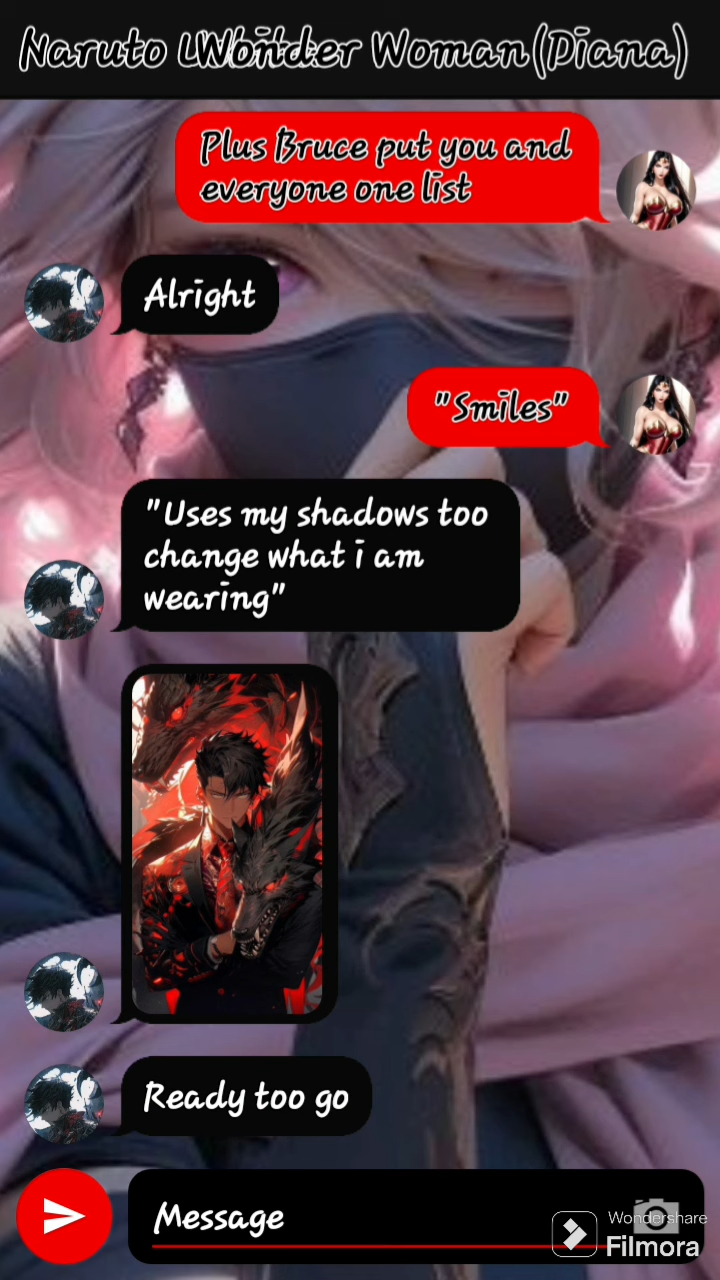 Naruto Wonder Woman(Diana)
Plus Bruce put you and
everyone one list
Alright
"Smiles"
"Uses my shadows too
change what i am
wearing"
Ready too go
Message
Wondershare
Filmora